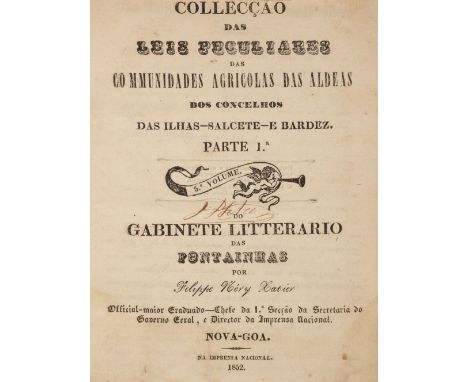 COLLECÇÃO
DAS
LEIS PECULIARES
DAS
COMMUNIDADES AGRICOLAS DAS ALDEAS
DOS CONCELHOS
DAS ILHAS—SALCETE—E BARDEZ.
PARTE 1.ª
5.º VOLUME.
DO
GABINETE LITTERARIO
DAS
FONTAINHAS
POR
Filippe Néry Xavier
Official-maior Graduado—Chefe da 1.ª Secção da Secretaria do
Governo Geral, e Director da Imprensa Nacional.
NOVA-GOA.
NA IMPRENSA NACIONAL.
1852.